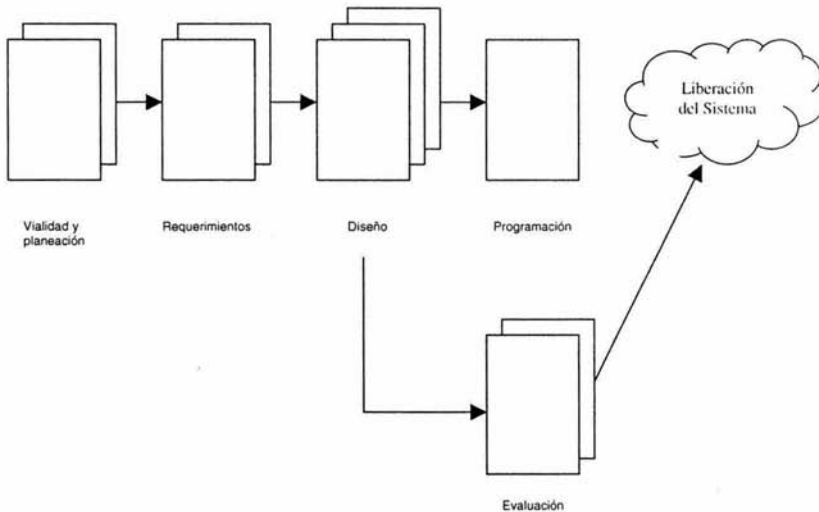 Liberación
del Sistema
Vialidad y
planeación
Requerimientos
Diseño
Programación
Evaluación